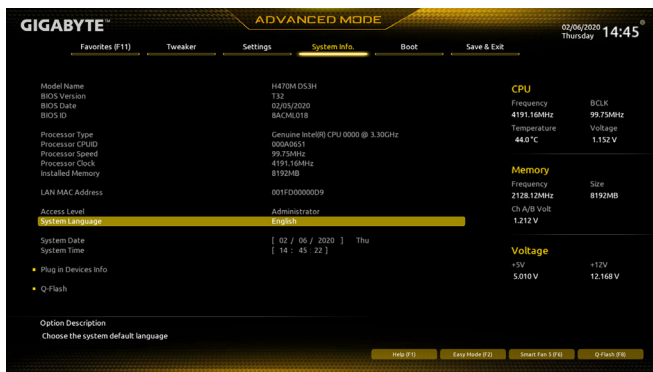 GIGABYTE™
ADVANCED MODE
02/06/2020 Thursday 14:45
Favorites (F11) Tweaker Settings System Info. Boot Save & Exit
Model Name H470M DS3H
BIOS Version T32
BIOS Date 02/05/2020
BIOS ID 8ACML018
Processor Type Genuine Intel(R) CPU 0000 @ 3.30GHz
Processor CPUID 000A0651
Processor Speed 99.75MHz
Processor Clock 4191.16MHz
Installed Memory 8192MB
LAN MAC Address 001FD00000D9
Access Level Administrator
System Language English
System Date [ 02 / 06 / 2020 ] Thu
System Time [ 14 : 45 : 22 ]
Plug in Devices Info
Q-Flash
CPU
Frequency BCLK
4191.16MHz 99.75MHz
Temperature Voltage
44.0 °C 1.152 V
Memory
Frequency Size
2128.12MHz 8192MB
Ch A/B Volt
1.212 V
Voltage
+5V +12V
5.010 V 12.168 V
Option Description
Choose the system default language
Help (F1) Easy Mode (F2) Smart Fan 5 (F6) Q-Flash (F8)